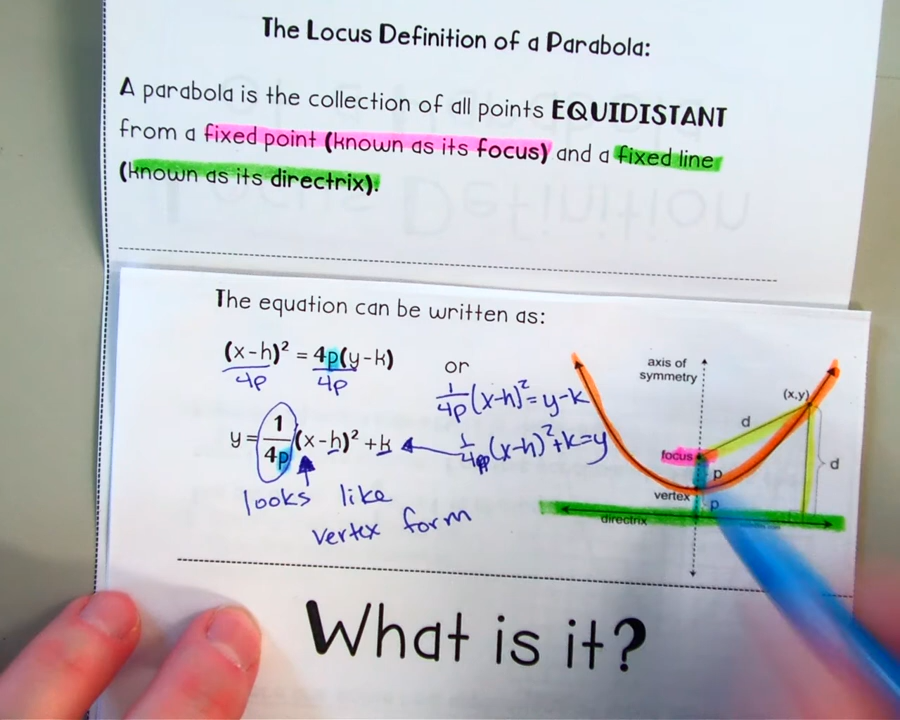 The Locus Definition of a Parabola:
A parabola is the collection of all points EQUIDISTANT
from a fixed point (known as its focus) and a fixed line
(known as its directrix).
The equation can be written as:
(x-h)² = 4p(y-k)
4p 4p
or
1/4p (x-h)² = y-k
y = 1/4p (x-h)² + k
1/4p (x-h)² + k = y
looks like
vertex form
axis of
symmetry
(x,y)
d
focus
p
d
vertex
p
directrix
What is it?